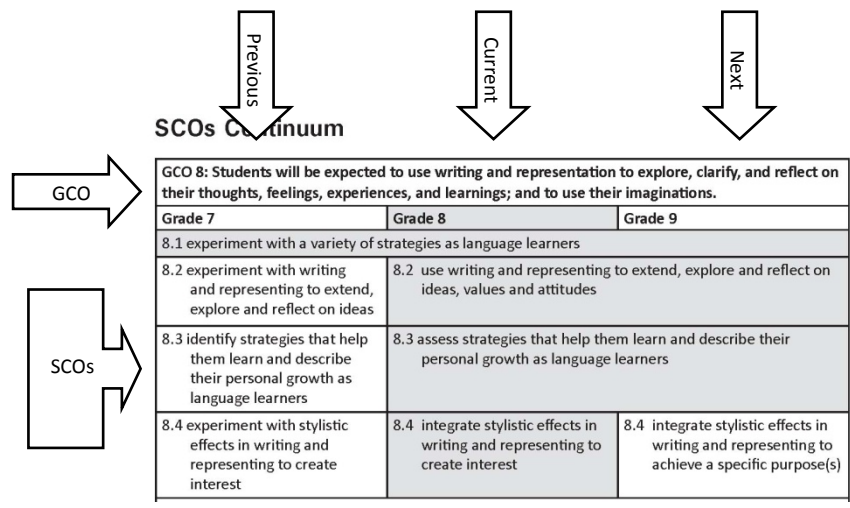 Previous
Current
Next
SCOs Continuum
GCO
GCO 8: Students will be expected to use writing and representation to explore, clarify, and reflect on
their thoughts, feelings, experiences, and learnings; and to use their imaginations.
Grade 7
Grade 8
Grade 9
8.1 experiment with a variety of strategies as language learners
8.2 experiment with writing
and representing to extend,
explore and reflect on ideas
8.2 use writing and representing to extend, explore and reflect on
ideas, values and attitudes
SCOs
8.3 identify strategies that help
them learn and describe
their personal growth as
language learners
8.3 assess strategies that help them learn and describe their
personal growth as language learners
8.4 experiment with stylistic
effects in writing and
representing to create
interest
8.4 integrate stylistic effects in
writing and representing to
create interest
8.4 integrate stylistic effects in
writing and representing to
achieve a specific purpose(s)